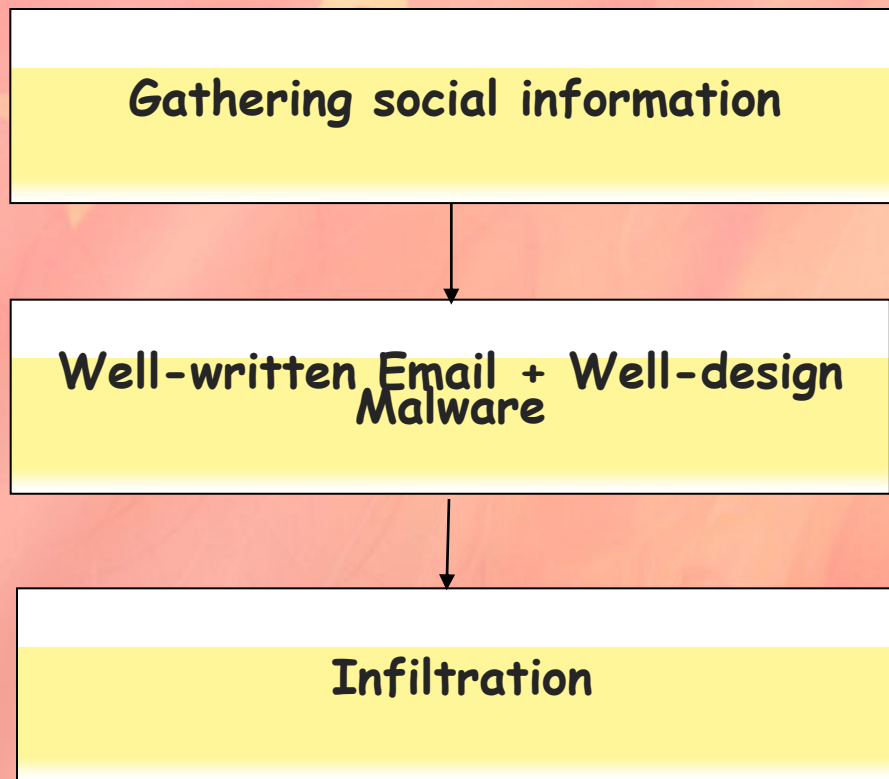 Gathering social information
Well-written Email + Well-design
Malware
Infiltration